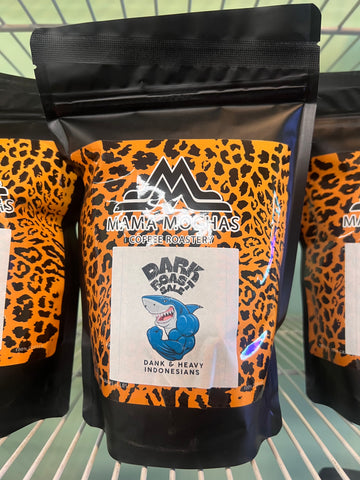 MAMA MOCHAS
COFFEE ROASTERY
DARK
ROAST
DANK & HEAVY
INDONESIANS